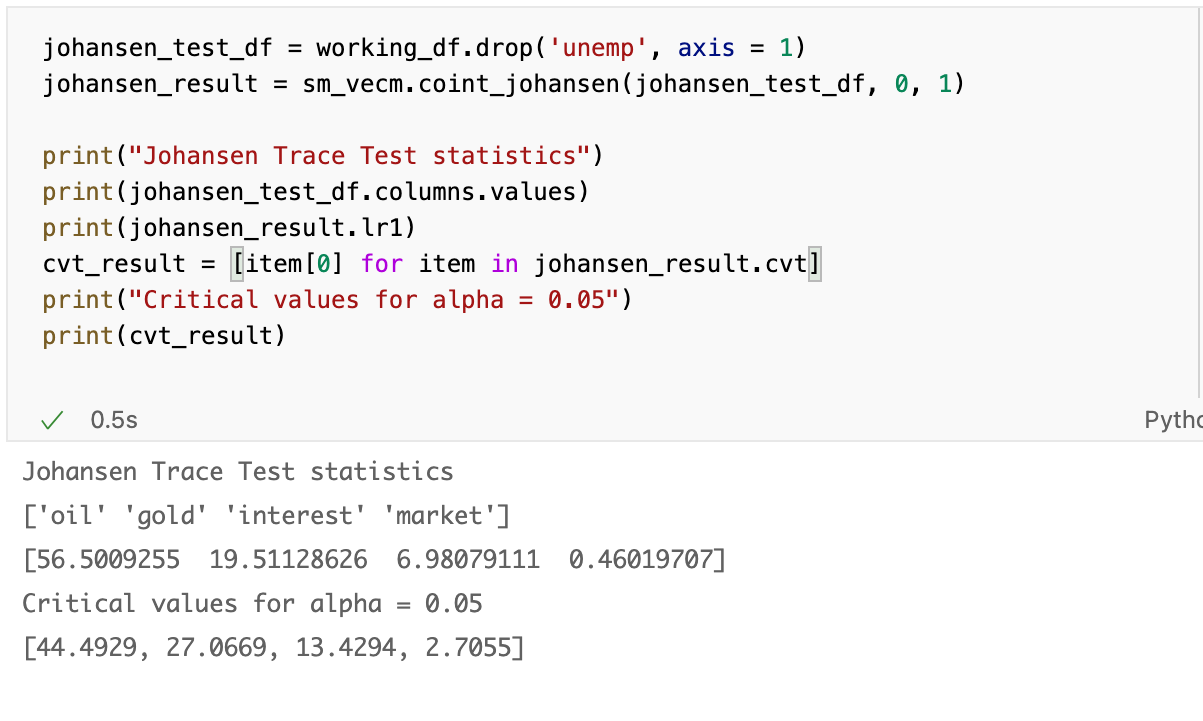 johansen_test_df = working_df.drop('unemp', axis = 1)
johansen_result = sm_vecm.coint_johansen(johansen_test_df, 0, 1)
print("Johansen Trace Test statistics")
print(johansen_test_df.columns.values)
print(johansen_result.lr1)
cvt_result = [item[0] for item in johansen_result.cvt]
print("Critical values for alpha = 0.05")
print(cvt_result)
✓ 0.5s Pytho
Johansen Trace Test statistics
['oil' 'gold' 'interest' 'market']
[56.5009255 19.51128626 6.98079111 0.46019707]
Critical values for alpha = 0.05
[44.4929, 27.0669, 13.4294, 2.7055]